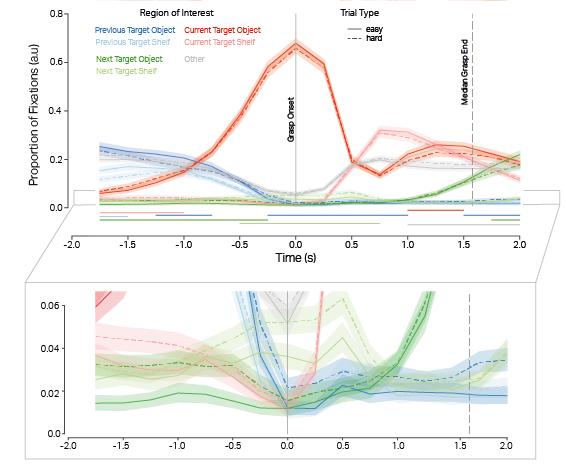 Region of Interest
Trial Type
Previous Target Object
Current Target Object
Previous Target Shelf
Current Target Shelf
Next Target Object
Other
Next Target Shelf
easy
hard
Proportion of Fixations (a.u)
0.8
0.6
0.4
0.2
0.0
Grasp Onset
Median Grasp End
-2.0 -1.5 -1.0 -0.5 0.0 0.5 1.0 1.5 2.0
Time (s)
0.06
0.04
0.02
0.0
-2.0 -1.5 -1.0 -0.5 0.0 0.5 1.0 1.5 2.0